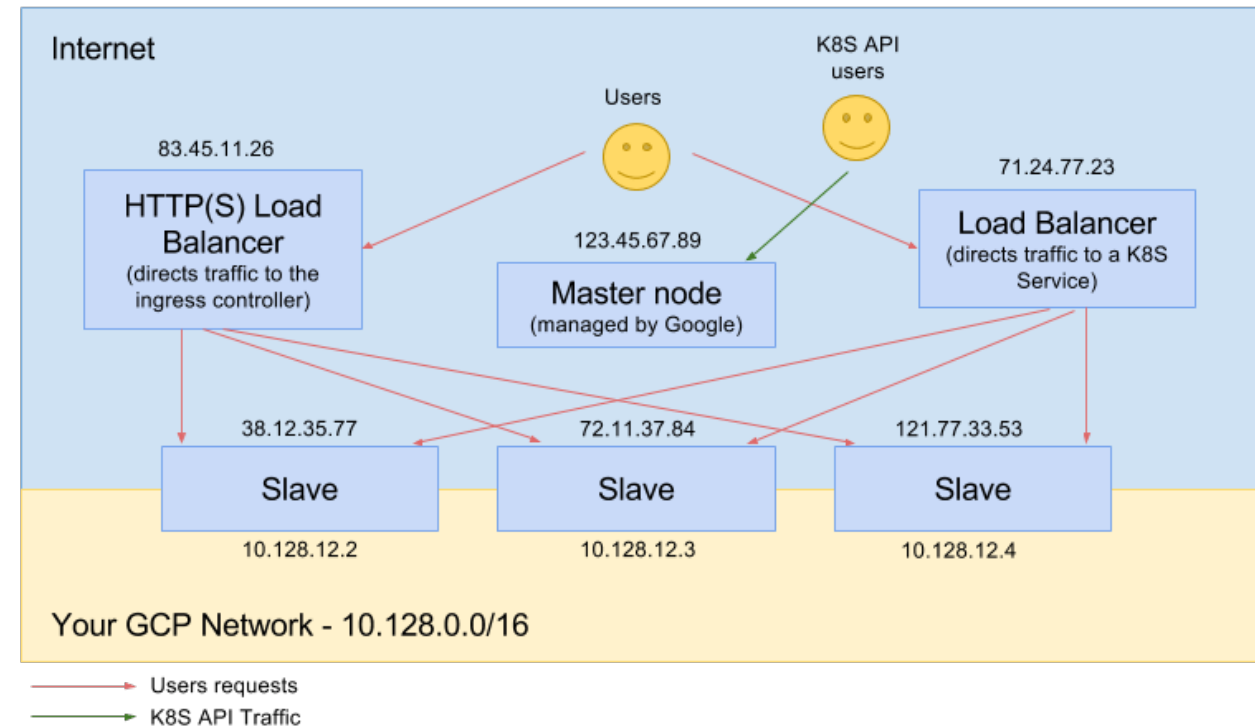 Internet
K8S API
users
Users
83.45.11.26
71.24.77.23
HTTP(S) Load
Balancer
(directs traffic to the
ingress controller)
123.45.67.89
Master node
(managed by Google)
Load Balancer
(directs traffic to a K8S
Service)
38.12.35.77
72.11.37.84
121.77.33.53
Slave
Slave
Slave
10.128.12.2
10.128.12.3
10.128.12.4
Your GCP Network - 10.128.0.0/16
Users requests
K8S API Traffic